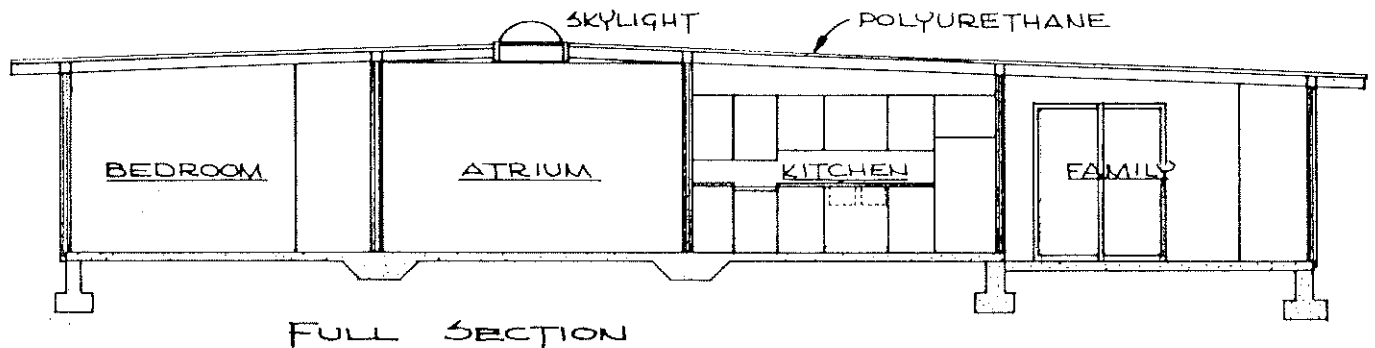 SKYLIGHT
POLYURETHANE
BEDROOM
ATRIUM
KITCHEN
FAMILY
FULL SECTION